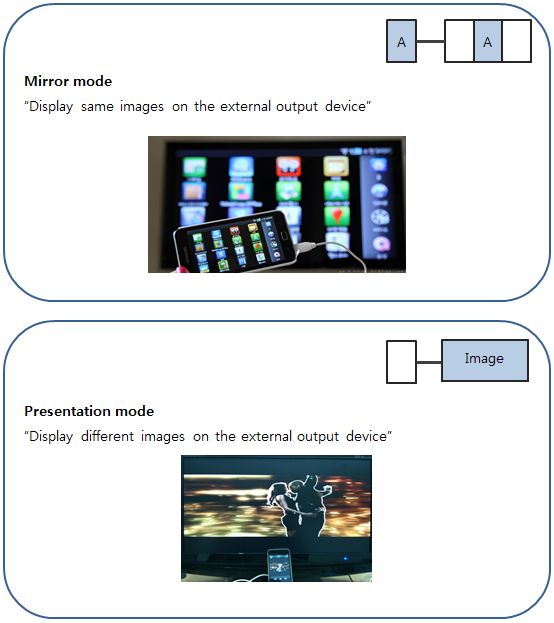 A
A
Mirror mode
“Display same images on the external output device”
Image
Presentation mode
“Display different images on the external output device”